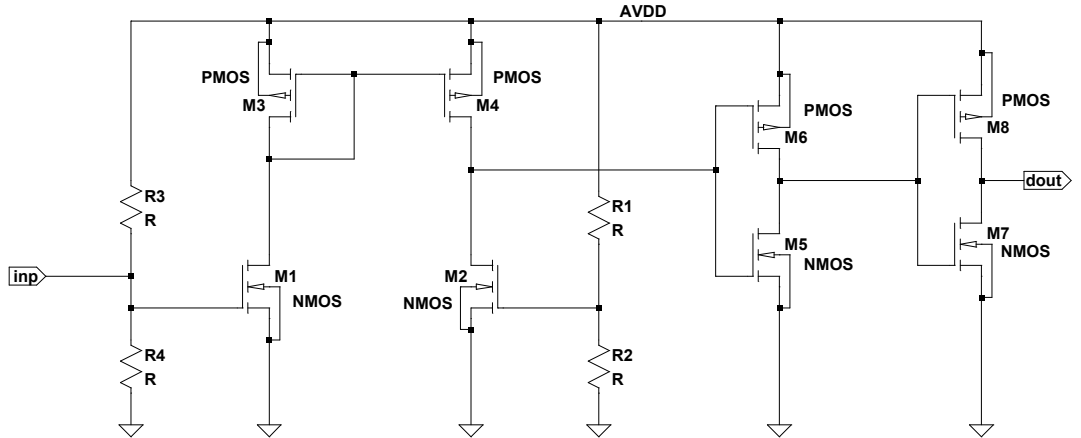 AVDD
PMOS
M3
M4
PMOS
PMOS
M6
PMOS
M8
R3
R
R1
R
dout
inp
M1
NMOS
M2
NMOS
M5
NMOS
M7
NMOS
R4
R
R2
R